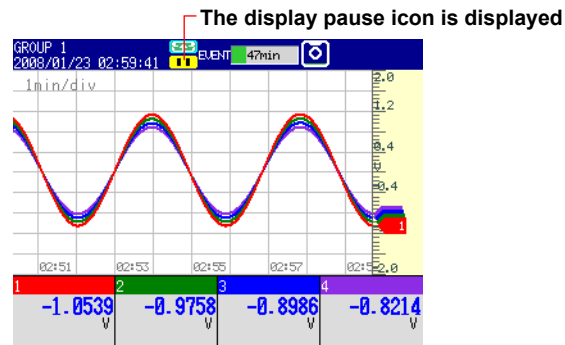 The display pause icon is displayed
GROUP 1
2008/01/23 02:59:41
EVENT
47min
1min/div
2.0
1.2
0.4
0.4
2.0
1
02:51
02:53
02:55
02:57
02:5
1
2
3
4
-1.0539
-0.9758
-0.8986
-0.8214
V
V
V
V